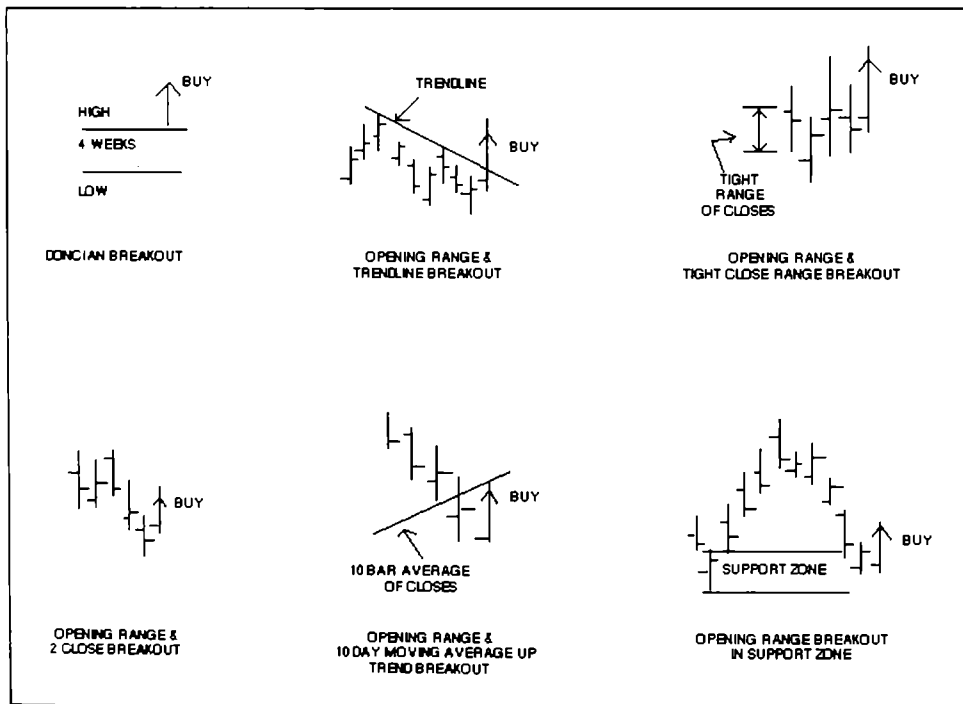 BUY
HIGH
4 WEEKS
LOW
DONCIAN BREAKOUT
TRENDLINE
BUY
OPENING RANGE &
TRENDLINE BREAKOUT
BUY
TIGHT
RANGE
OF CLOSES
OPENING RANGE &
TIGHT CLOSE RANGE BREAKOUT
BUY
OPENING RANGE &
2 CLOSE BREAKOUT
BUY
10 BAR AVERAGE
OF CLOSES
OPENING RANGE &
10 DAY MOVING AVERAGE UP
TREND BREAKOUT
BUY
SUPPORT ZONE
OPENING RANGE BREAKOUT
IN SUPPORT ZONE